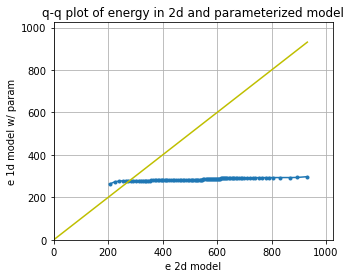 q-q plot of energy in 2d and parameterized model
1000
800
600
400
200
0
e 1d model w/ param
0 200 400 600 800 1000
e 2d model